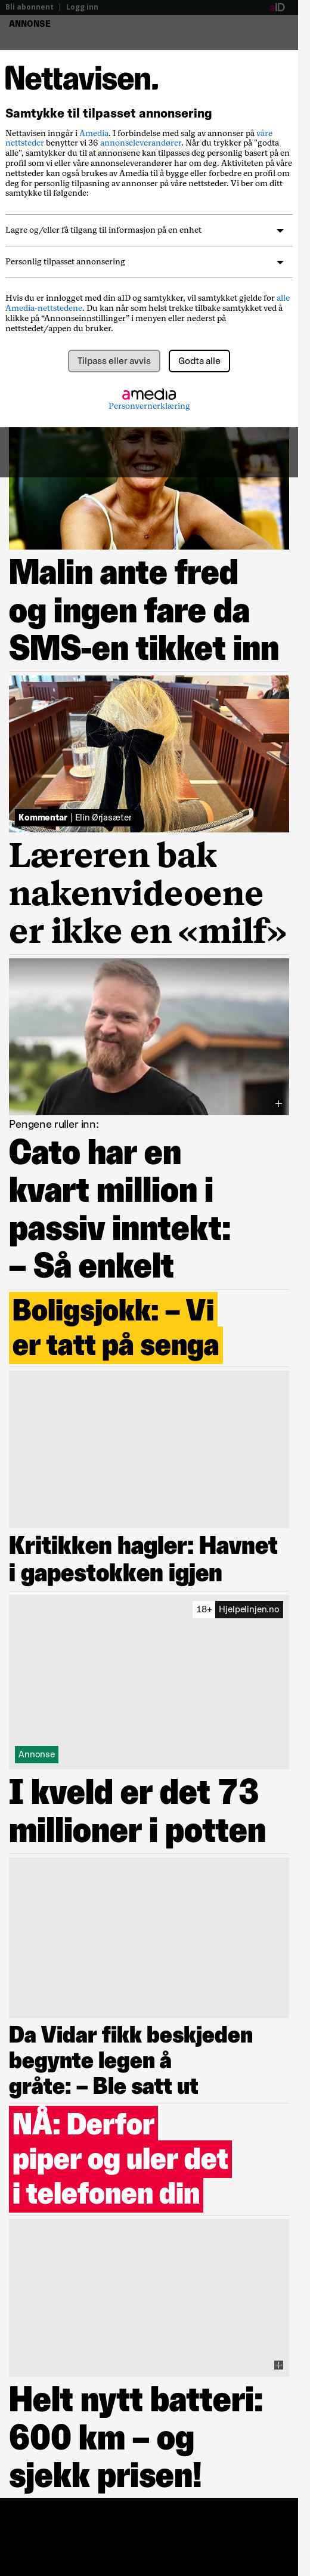 Bli abonnent | Logg inn
aID
ANNONSE
Nettavisen.
Samtykke til tilpasset annonsering
Nettavisen inngår i Amedia. I forbindelse med salg av annonser på våre
nettsteder benytter vi 36 annonseleverandører. Når du trykker på "godta
alle", samtykker du til at annonsene kan tilpasses deg personlig basert på en
profil som vi eller våre annonseleverandører har om deg. Aktiviteten på våre
nettsteder kan også brukes av Amedia til å bygge eller forbedre en profil om
deg for personlig tilpasning av annonser på våre nettsteder. Vi ber om ditt
samtykke til følgende:
Lagre og/eller få tilgang til informasjon på en enhet
Personlig tilpasset annonsering
Hvis du er innlogget med din aID og samtykker, vil samtykket gjelde for alle
Amedia-nettstedene. Du kan når som helst trekke tilbake samtykket ved å
klikke på “Annonseinnstillinger” i menyen eller nederst på
nettstedet/appen du bruker.
Tilpass eller avvis
Godta alle
amedia
Personvernerklæring
Malin ante fred
og ingen fare da
SMS-en tikket inn
Kommentar | Elin Ørjasæter
Læreren bak
nakenvideoene
er ikke en «milf»
Pengene ruller inn:
Cato har en
kvart million i
passiv inntekt:
– Så enkelt
Boligsjokk: – Vi
er tatt på senga
Kritikken hagler: Havnet
i gapestokken igjen
18+ Hjelpelinjen.no
Annonse
I kveld er det 73
millioner i potten
Da Vidar fikk beskjeden
begynte legen å
gråte: – Ble satt ut
NÅ: Derfor
piper og uler det
i telefonen din
Helt nytt batteri:
600 km – og
sjekk prisen!